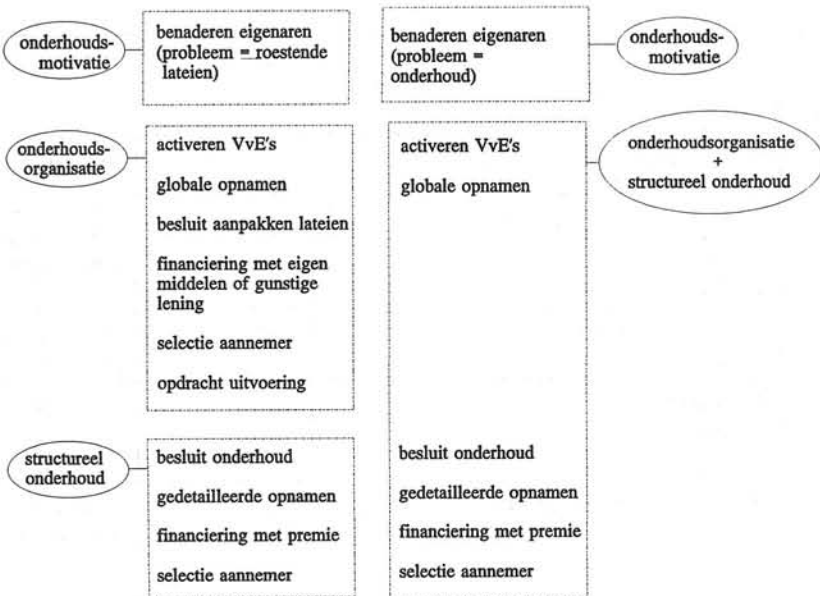 onderhouds-
motivatie
benaderen eigenaren
(probleem = roestende
lateien)
benaderen eigenaren
(probleem =
onderhoud)
onderhouds-
motivatie
onderhouds-
organisatie
activeren VvE's
globale opnamen
besluit aanpakken lateien
financiering met eigen
middelen of gunstige
lening
selectie aannemer
opdracht uitvoering
activeren VvE's
globale opnamen
onderhoudsorganisatie
+
structureel onderhoud
structureel
onderhoud
besluit onderhoud
gedetailleerde opnamen
financiering met premie
selectie aannemer
besluit onderhoud
gedetailleerde opnamen
financiering met premie
selectie aannemer